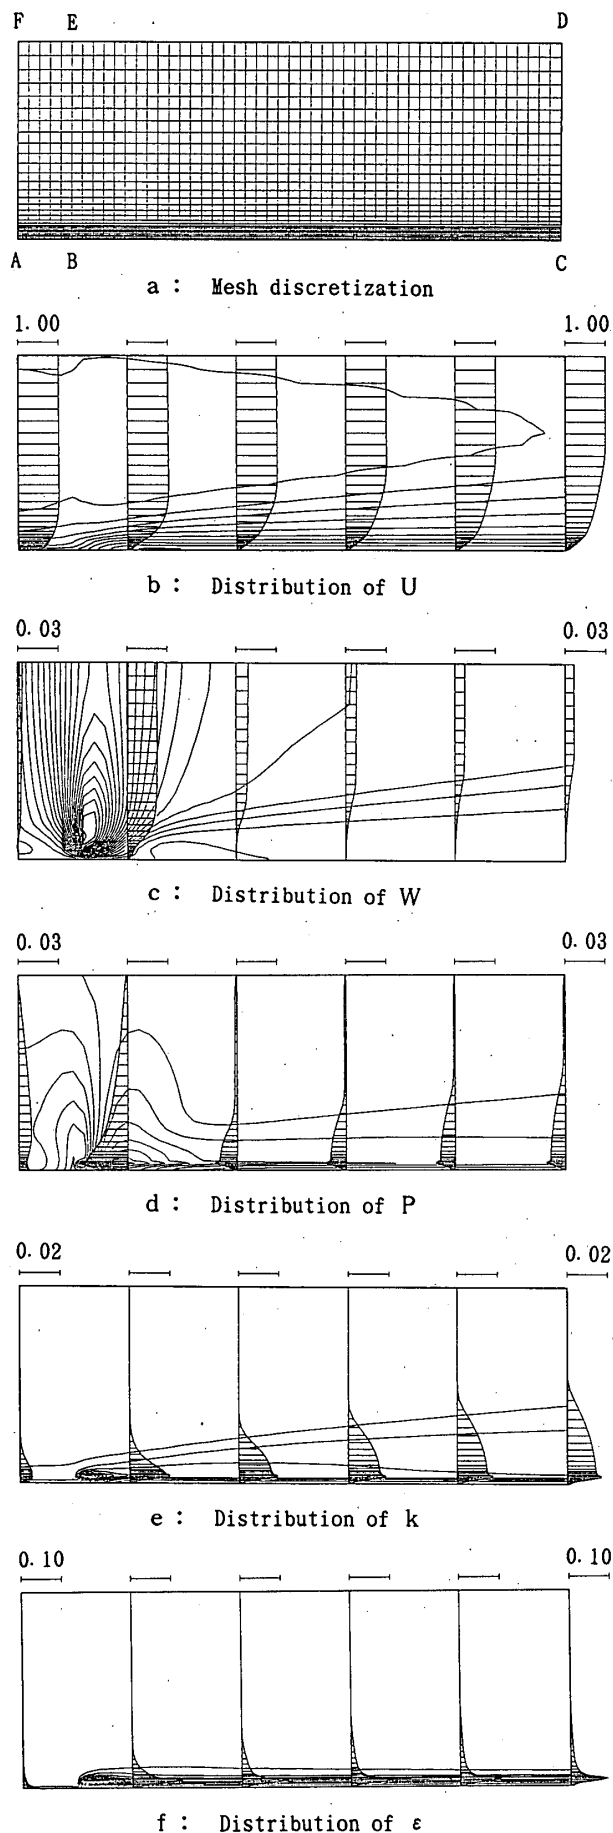 F E D
A B C
a : Mesh discretization
1.00 1.00
b : Distribution of U
0.03 0.03
c : Distribution of W
0.03 0.03
d : Distribution of P
0.02 0.02
e : Distribution of k
0.10 0.10
f : Distribution of ε